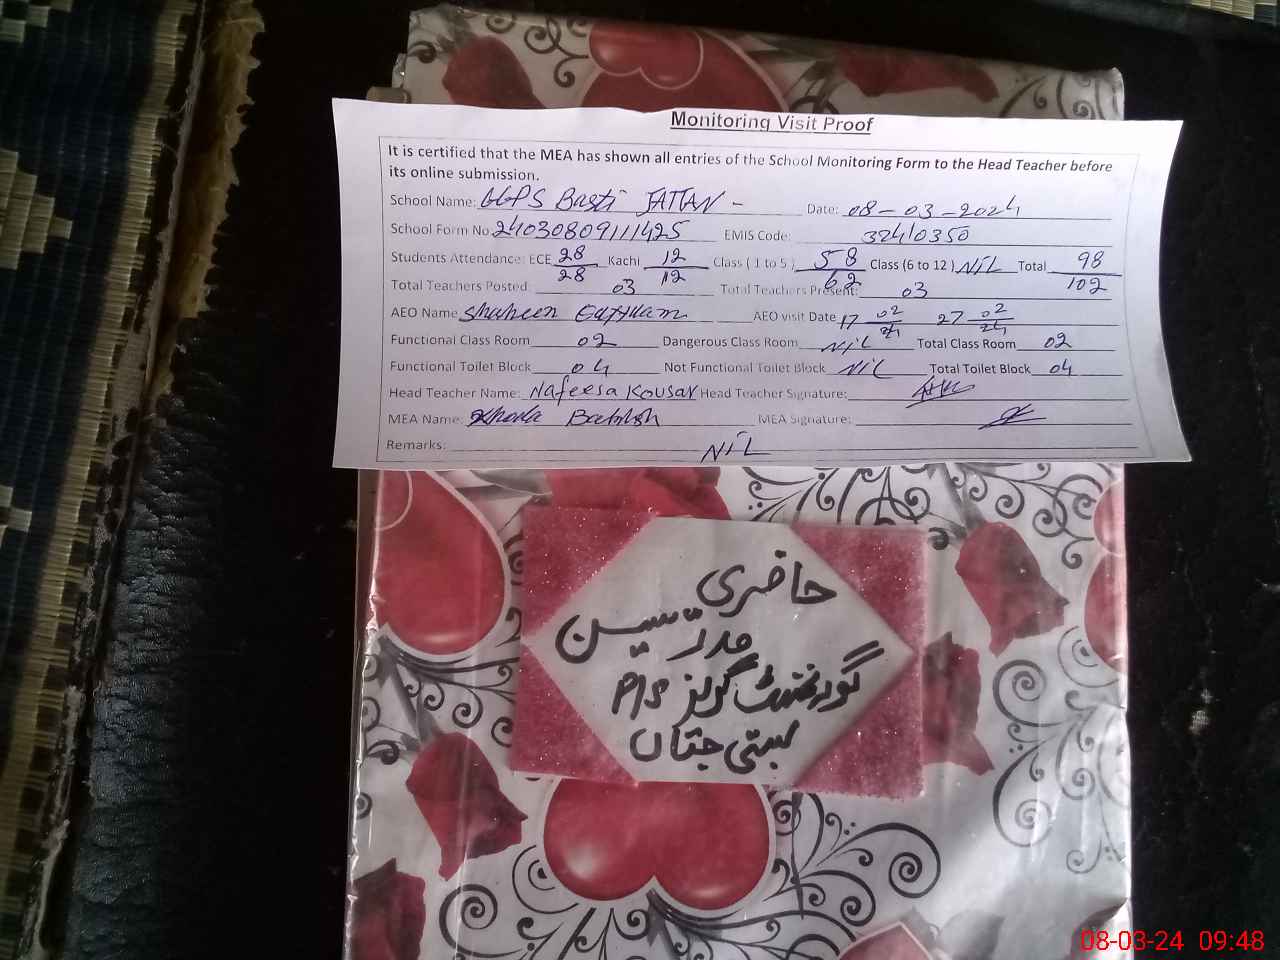 Monitoring Visit Proof
It is certified that the MEA has shown all entries of the School Monitoring Form to the Head Teacher before
its online submission.
School Name: GGPS Basti JATTAN - Date: 08-03-2024
School Form No. 24030809111425 EMIS Code: 32410350
Students Attendance: ECE 28/28 Kachi 12/12 Class ( 1 to 5 ) 58/62 Class (6 to 12 ) NiL Total 98/102
Total Teachers Posted: 03 Total Teachers Present: 03
AEO Name Shaheen AEO visit Date 17 02/24 27 02/24
Functional Class Room 02 Dangerous Class Room NiL Total Class Room 02
Functional Toilet Block 04 Not Functional Toilet Block NiL Total Toilet Block 04
Head Teacher Name: Nafeesa Kousar Head Teacher Signature:
MEA Name: Khuda Bakhsh MEA Signature:
Remarks: NIL
حاضری
مدرسین
گورنمنٹ گرلز P/S
بستی جتاں
08-03-24 09:48